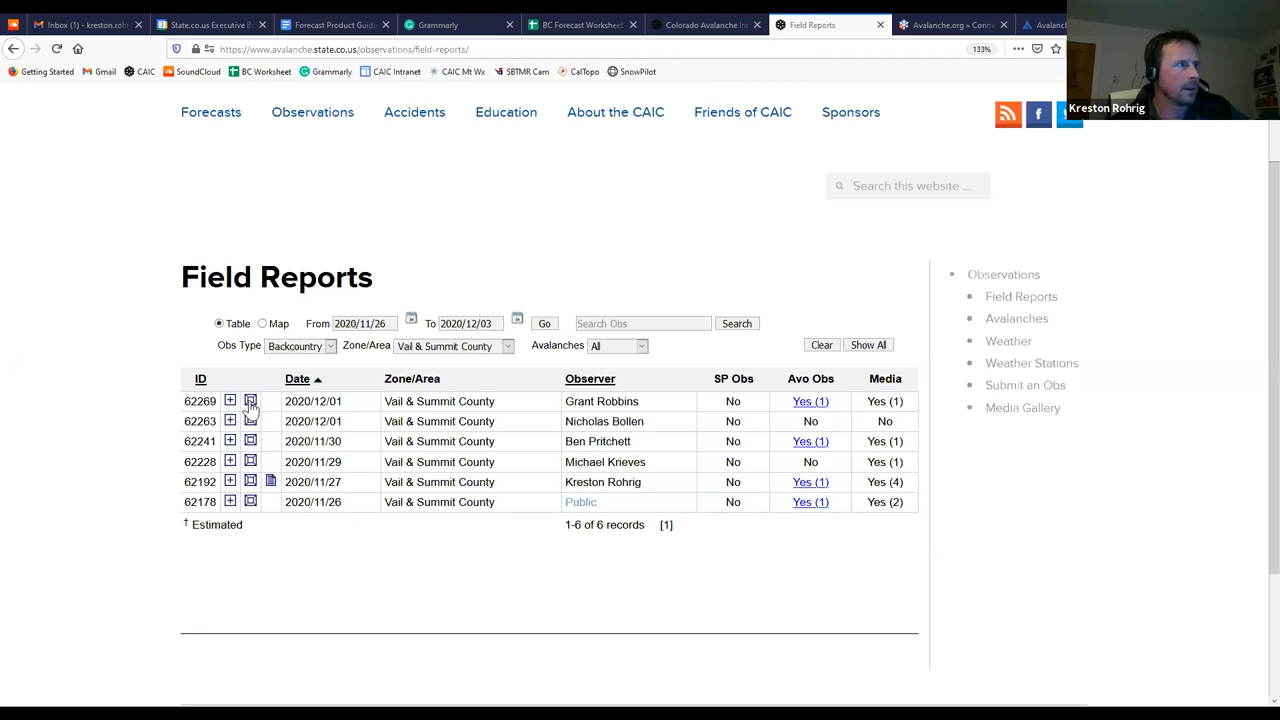 Inbox (1) - kreston.roh
State.co.us Executive B
Forecast Product Guida
Grammarly
BC Forecast Worksheet
Colorado Avalanche In
Field Reports
Avalanche.org » Conn
Avalan
https://www.avalanche.state.co.us/observations/field-reports/
133%
Getting Started
Gmail
CAIC
SoundCloud
BC Worksheet
Grammarly
CAIC Intranet
CAIC Mt Wx
SBTMR Cam
CalTopo
SnowPilot
Kreston Rohrig
Forecasts Observations Accidents Education About the CAIC Friends of CAIC Sponsors
Search this website ...
Field Reports
Table Map From 2020/11/26 To 2020/12/03 Go Search Obs Search
Obs Type Backcountry Zone/Area Vail & Summit County Avalanches All Clear Show All
ID Date Zone/Area Observer SP Obs Avo Obs Media
62269 2020/12/01 Vail & Summit County Grant Robbins No Yes (1) Yes (1)
62263 2020/12/01 Vail & Summit County Nicholas Bollen No No No
62241 2020/11/30 Vail & Summit County Ben Pritchett No Yes (1) Yes (1)
62228 2020/11/29 Vail & Summit County Michael Krieves No No Yes (1)
62192 2020/11/27 Vail & Summit County Kreston Rohrig No Yes (1) Yes (4)
62178 2020/11/26 Vail & Summit County Public No Yes (1) Yes (2)
† Estimated 1-6 of 6 records [1]
Observations
Field Reports
Avalanches
Weather
Weather Stations
Submit an Obs
Media Gallery